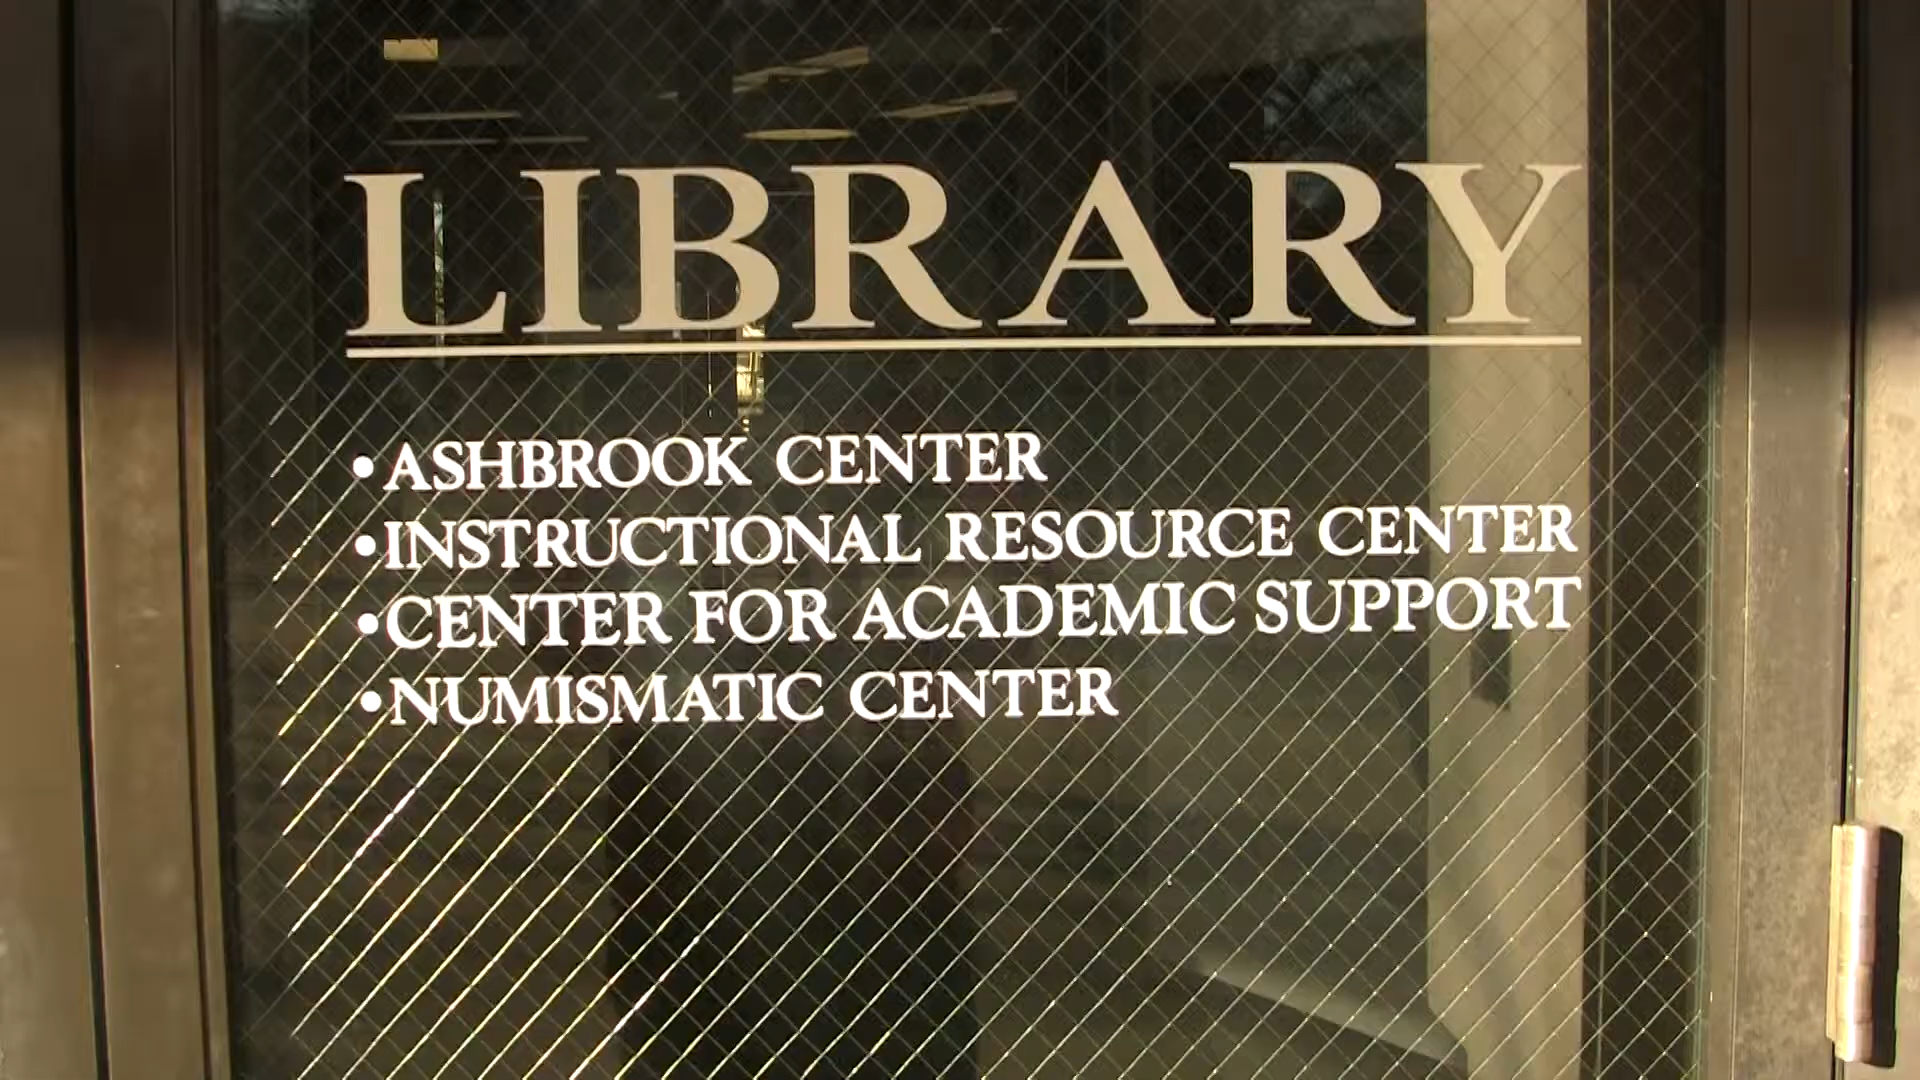 LIBRARY
•ASHBROOK CENTER
•INSTRUCTIONAL RESOURCE CENTER
•CENTER FOR ACADEMIC SUPPORT
•NUMISMATIC CENTER